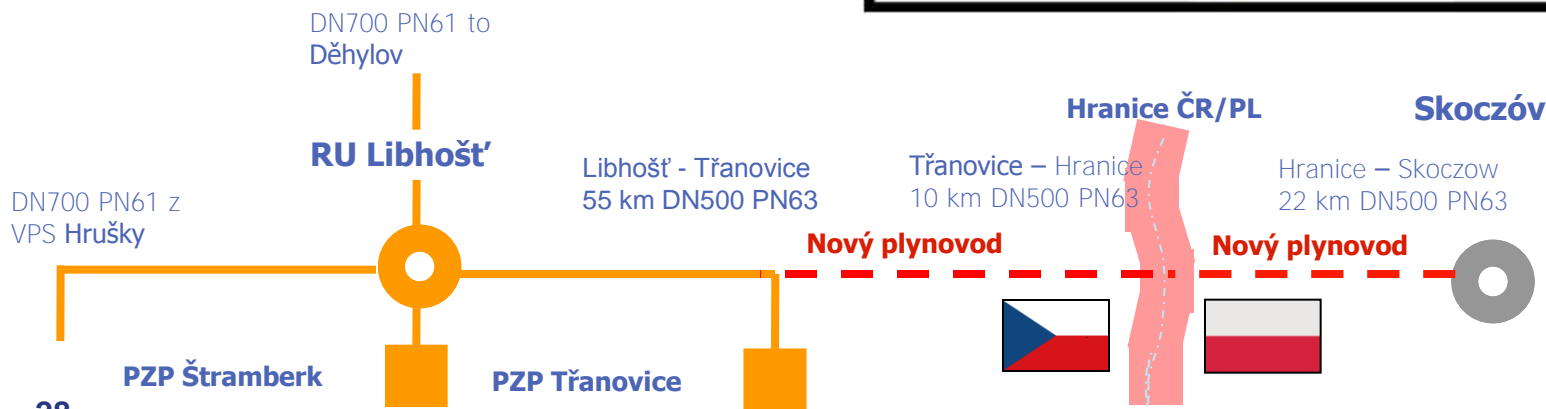 DN700 PN61 to
Děhylov
Hranice ČR/PL
Skoczóv
RU Libhošť
Libhošť - Třanovice
55 km DN500 PN63
Třanovice – Hranice
10 km DN500 PN63
Hranice – Skoczow
22 km DN500 PN63
DN700 PN61 z
VPS Hrušky
Nový plynovod
Nový plynovod
PZP Štramberk
PZP Třanovice
28